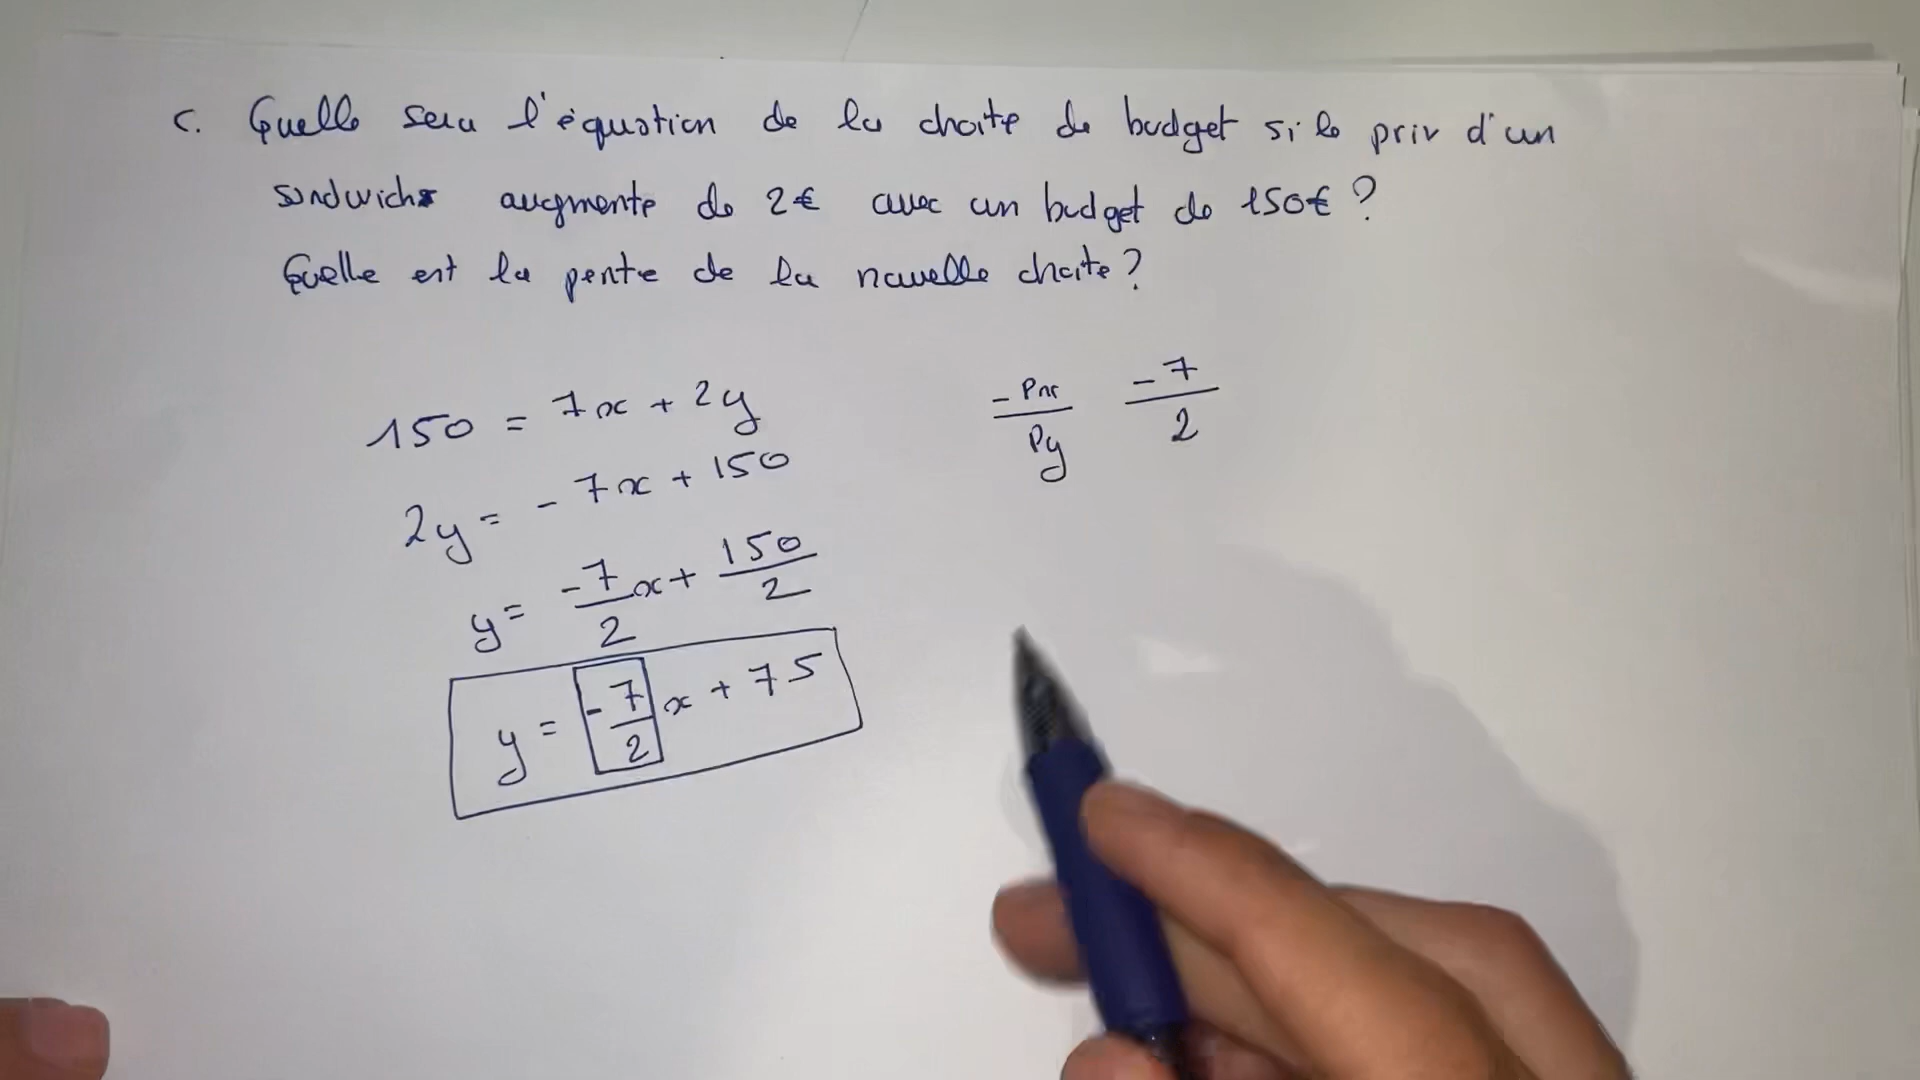 c. Quelle sera l'équation de la droite de budget si le prix d'un
sandwichs augmente de 2€ avec un budget de 150€ ?
Quelle est la pente de la nouvelle droite ?
150 = 7x + 2y
2y = -7x + 150
y = -7/2 x + 150/2
y = -7/2 x + 75
-Px/Py -7/2